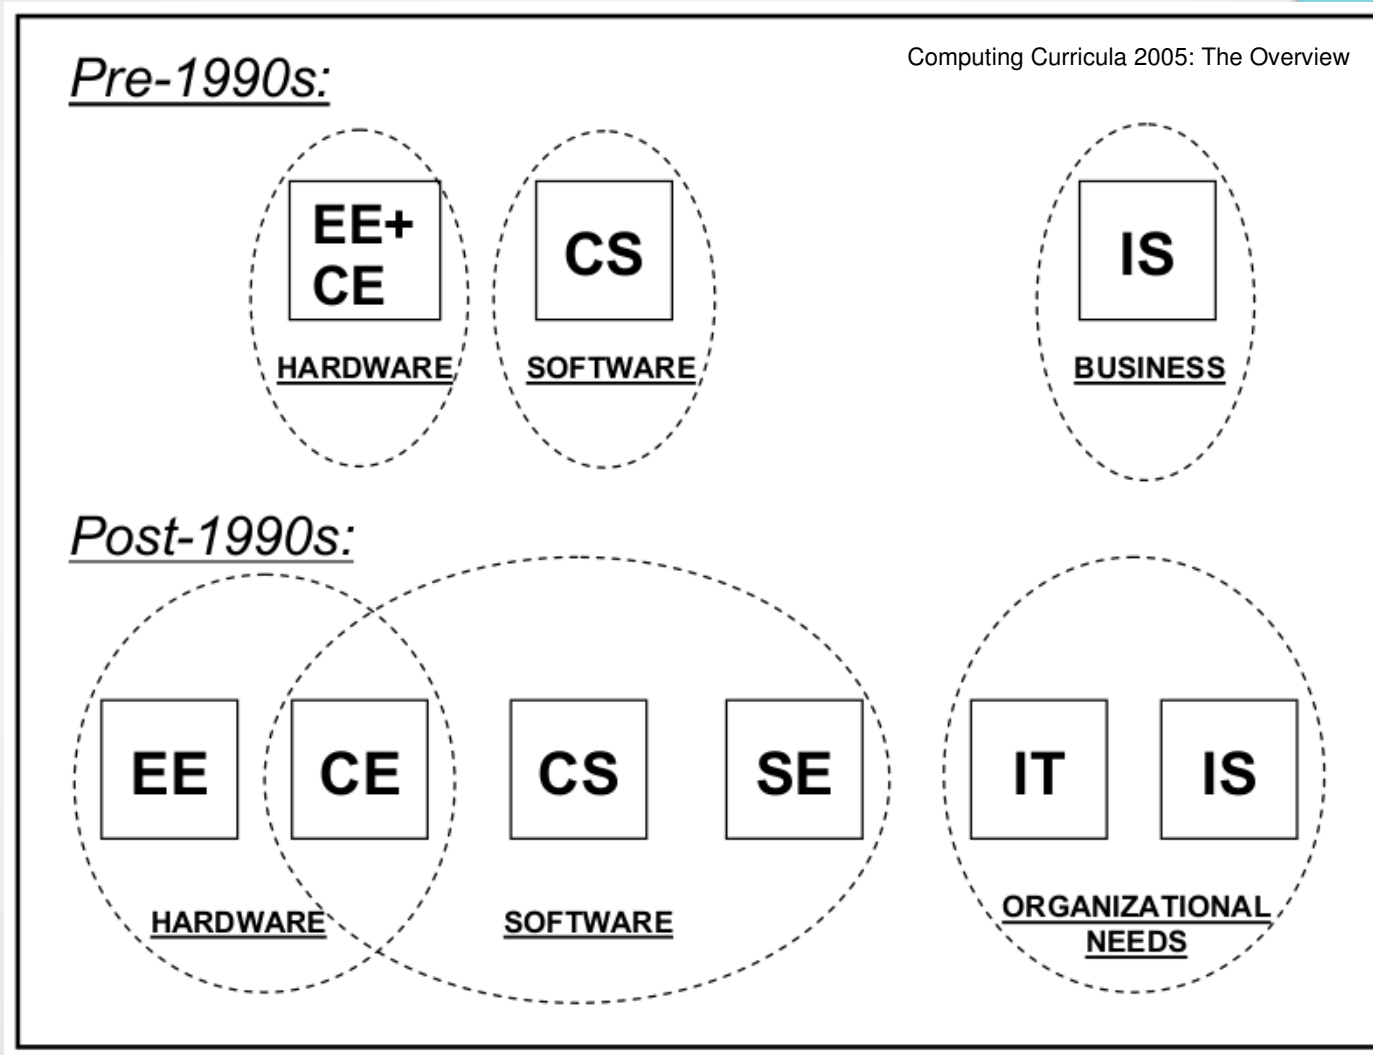 Computing Curricula 2005: The Overview
Pre-1990s:
EE+
CE
HARDWARE
CS
SOFTWARE
IS
BUSINESS
Post-1990s:
EE
CE
CS
SE
IT
IS
HARDWARE
SOFTWARE
ORGANIZATIONAL
NEEDS